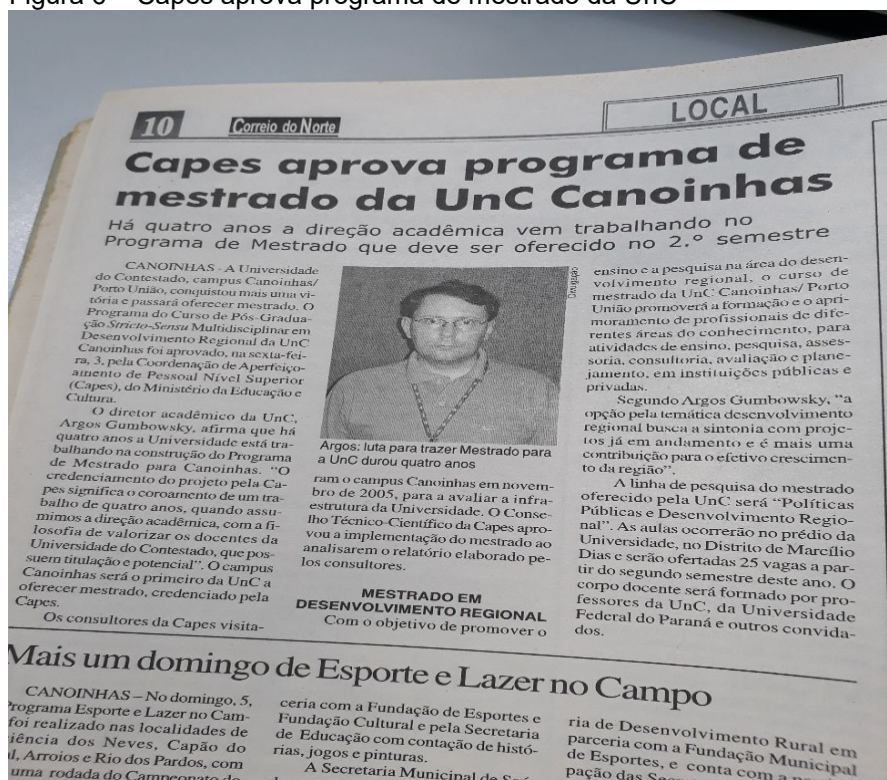 10
Correio do Norte
LOCAL
Capes aprova programa de
mestrado da UnC Canoinhas
Há quatro anos a direção acadêmica vem trabalhando no
Programa de Mestrado que deve ser oferecido no 2.º semestre
CANOINHAS - A Universidade
do Contestado, campus Canoinhas/
Porto União, conquistou mais uma vi-
tória e passará oferecer mestrado. O
Programa do Curso de Pós-Gradua-
ção Stricto-Sensu Multidisciplinar em
Desenvolvimento Regional da UnC
Canoinhas foi aprovado, na sexta-fei-
ra, 3, pela Coordenação de Aperfeiço-
amento de Pessoal Nível Superior
(Capes), do Ministério da Educação e
Cultura.
O diretor acadêmico da UnC,
Argos Gumbowsky, afirma que há
quatro anos a Universidade está tra-
balhando na construção do Programa
de Mestrado para Canoinhas. “O
credenciamento do projeto pela Ca-
pes significa o coroamento de um tra-
balho de quatro anos, quando assu-
mimos a direção acadêmica, com a fi-
losofia de valorizar os docentes da
Universidade do Contestado, que pos-
suem titulação e potencial”. O campus
Canoinhas será o primeiro da UnC a
oferecer mestrado, credenciado pela
Capes.
Os consultores da Capes visita-
Divulgação
Argos: luta para trazer Mestrado para
a UnC durou quatro anos
ram o campus Canoinhas em novem-
bro de 2005, para a avaliar a infra-
estrutura da Universidade. O Conse-
lho Técnico-Científico da Capes apro-
vou a implementação do mestrado ao
analisarem o relatório elaborado pe-
los consultores.
MESTRADO EM
DESENVOLVIMENTO REGIONAL
Com o objetivo de promover o
ensino e a pesquisa na área do desen-
volvimento regional, o curso de
mestrado da UnC Canoinhas/ Porto
União promoverá a formação e o apri-
moramento de profissionais de dife-
rentes áreas do conhecimento, para
atividades de ensino, pesquisa, asses-
soria, consultoria, avaliação e plane-
jamento, em instituições públicas e
privadas.
Segundo Argos Gumbowsky, “a
opção pela temática desenvolvimento
regional busca a sintonia com proje-
tos já em andamento e é mais uma
contribuição para o efetivo crescimen-
to da região”.
A linha de pesquisa do mestrado
oferecido pela UnC será “Políticas
Públicas e Desenvolvimento Regio-
nal”. As aulas ocorrerão no prédio da
Universidade, no Distrito de Marcílio
Dias e serão ofertadas 25 vagas a par-
tir do segundo semestre deste ano. O
corpo docente será formado por pro-
fessores da UnC, da Universidade
Federal do Paraná e outros convida-
dos.
Mais um domingo de Esporte e Lazer no Campo
CANOINHAS – No domingo, 5,
Programa Esporte e Lazer no Cam-
foi realizado nas localidades de
dos Neves, Capão do
Arroios e Rio dos Pardos, com
uma rodada do Campeonato de
ceria com a Fundação de Esportes e
Fundação Cultural e pela Secretaria
de Educação com contação de histó-
rias, jogos e pinturas.
A Secretaria Municipal de
ria de Desenvolvimento Rural em
parceria com a Fundação Municipal
de Esportes, e conta com a
pação das